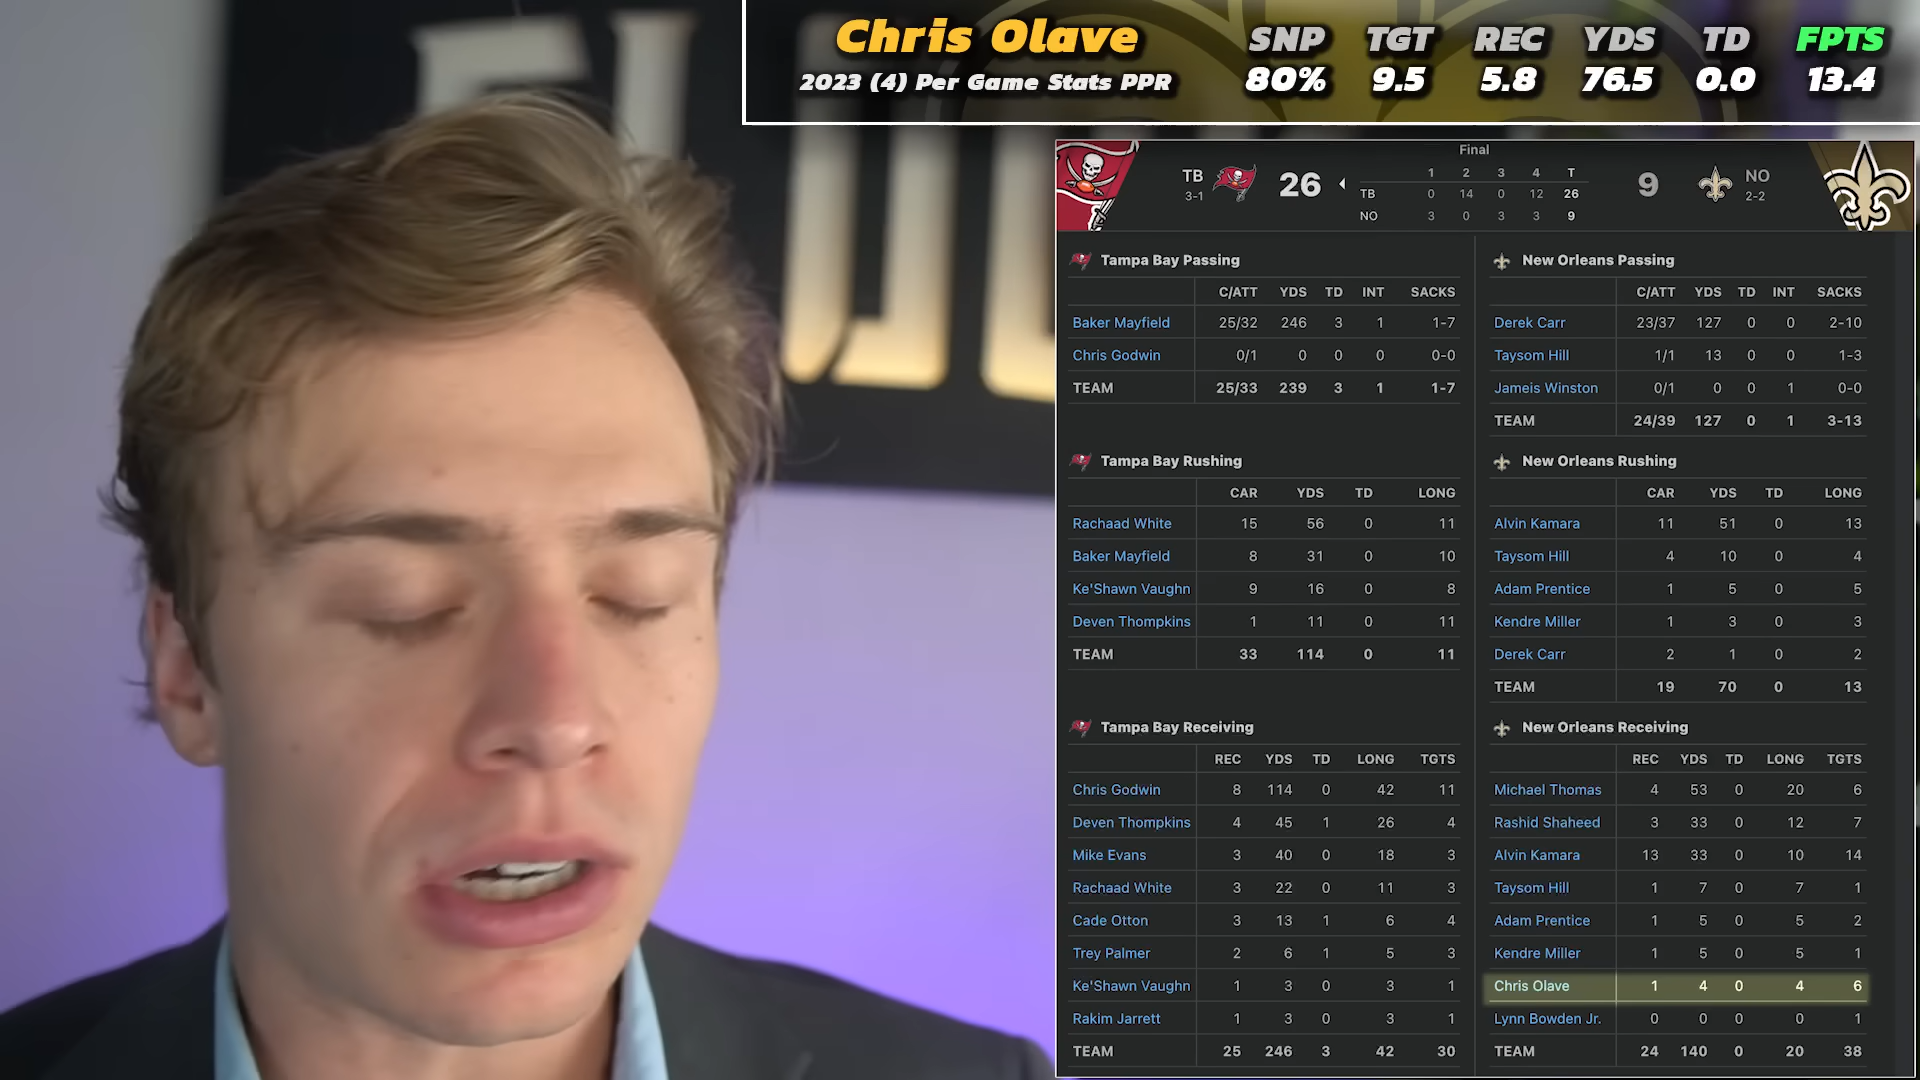 Chris Olave
2023 (4) Per Game Stats PPR
SNP TGT REC YDS TD FPTS
80% 9.5 5.8 76.5 0.0 13.4
Final
TB 3-1 26 9 NO 2-2
1 2 3 4 T
TB 0 14 0 12 26
NO 3 0 3 3 9
Tampa Bay Passing
C/ATT YDS TD INT SACKS
Baker Mayfield 25/32 246 3 1 1-7
Chris Godwin 0/1 0 0 0 0-0
TEAM 25/33 239 3 1 1-7
New Orleans Passing
C/ATT YDS TD INT SACKS
Derek Carr 23/37 127 0 0 2-10
Taysom Hill 1/1 13 0 0 1-3
Jameis Winston 0/1 0 0 1 0-0
TEAM 24/39 127 0 1 3-13
Tampa Bay Rushing
CAR YDS TD LONG
Rachaad White 15 56 0 11
Baker Mayfield 8 31 0 10
Ke'Shawn Vaughn 9 16 0 8
Deven Thompkins 1 11 0 11
TEAM 33 114 0 11
New Orleans Rushing
CAR YDS TD LONG
Alvin Kamara 11 51 0 13
Taysom Hill 4 10 0 4
Adam Prentice 1 5 0 5
Kendre Miller 1 3 0 3
Derek Carr 2 1 0 2
TEAM 19 70 0 13
Tampa Bay Receiving
REC YDS TD LONG TGTS
Chris Godwin 8 114 0 42 11
Deven Thompkins 4 45 1 26 4
Mike Evans 3 40 0 18 3
Rachaad White 3 22 0 11 3
Cade Otton 3 13 1 6 4
Trey Palmer 2 6 1 5 3
Ke'Shawn Vaughn 1 3 0 3 1
Rakim Jarrett 1 3 0 3 1
TEAM 25 246 3 42 30
New Orleans Receiving
REC YDS TD LONG TGTS
Michael Thomas 4 53 0 20 6
Rashid Shaheed 3 33 0 12 7
Alvin Kamara 13 33 0 10 14
Taysom Hill 1 7 0 7 1
Adam Prentice 1 5 0 5 2
Kendre Miller 1 5 0 5 1
Chris Olave 1 4 0 4 6
Lynn Bowden Jr. 0 0 0 0 1
TEAM 24 140 0 20 38